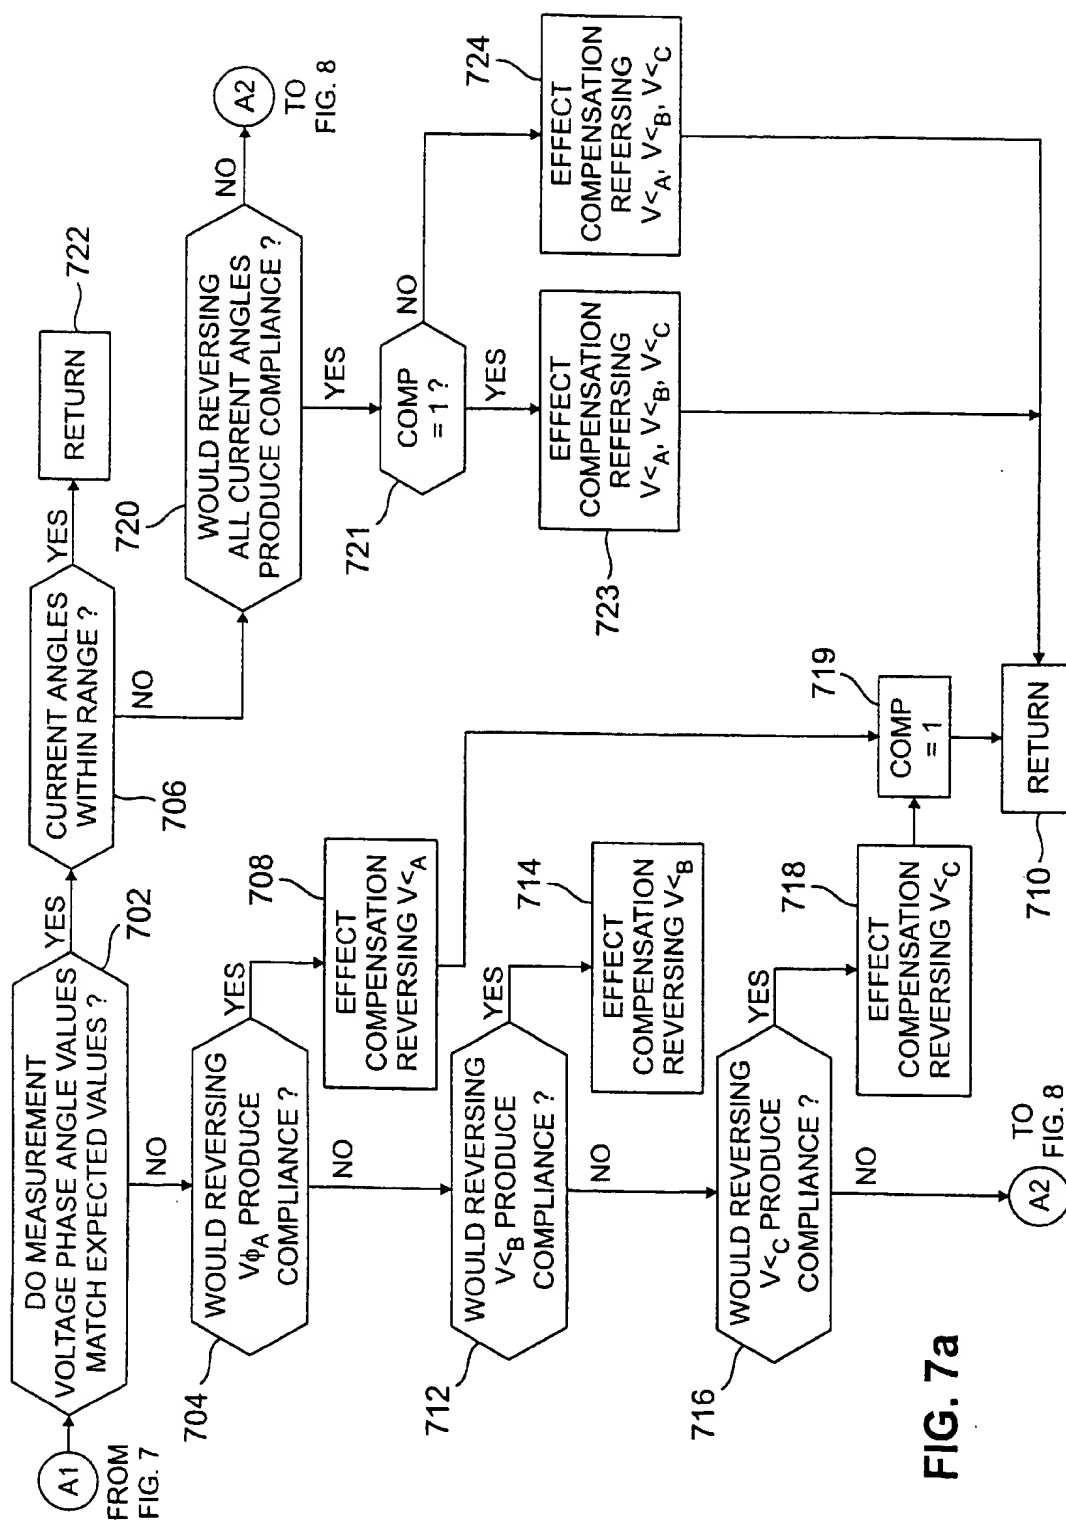 A1
FROM
FIG. 7
DO MEASUREMENT
VOLTAGE PHASE ANGLE VALUES
MATCH EXPECTED VALUES ?
702
YES
NO
CURRENT ANGLES
WITHIN RANGE ?
706
YES
NO
RETURN
722
704
WOULD REVERSING
VϕA PRODUCE
COMPLIANCE ?
YES
NO
708
EFFECT
COMPENSATION
REVERSING V<A
720
WOULD REVERSING
ALL CURRENT ANGLES
PRODUCE COMPLIANCE ?
NO
YES
A2
TO
FIG. 8
721
COMP
= 1 ?
NO
YES
712
WOULD REVERSING
V<B PRODUCE
COMPLIANCE ?
YES
NO
714
EFFECT
COMPENSATION
REVERSING V<B
723
EFFECT
COMPENSATION
REFERSING
V<A, V<B, V<C
724
EFFECT
COMPENSATION
REFERSING
V<A, V<B, V<C
716
WOULD REVERSING
V<C PRODUCE
COMPLIANCE ?
YES
NO
718
EFFECT
COMPENSATION
REVERSING V<C
719
COMP
= 1
A2
TO
FIG. 8
710
RETURN
FIG. 7a